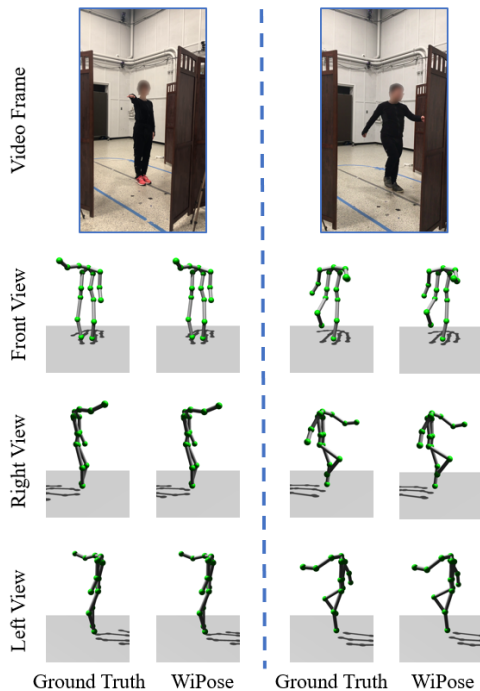 Video Frame
Front View
Right View
Left View
Ground Truth
WiPose
Ground Truth
WiPose